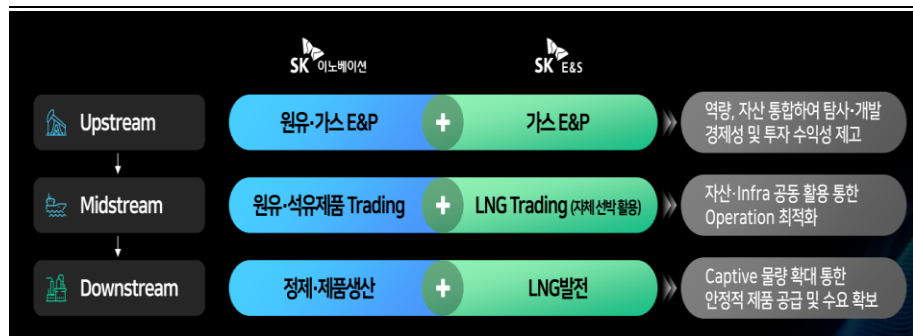 SK 이노베이션
SK E&S
Upstream
원유·가스 E&P
+
가스 E&P
역량, 자산 통합하여 탐사·개발
경제성 및 투자 수익성 제고
Midstream
원유·석유제품 Trading
+
LNG Trading (자체 선박 활용)
자산·Infra 공동 활용 통한
Operation 최적화
Downstream
정제·제품생산
+
LNG발전
Captive 물량 확대 통한
안정적 제품 공급 및 수요 확보